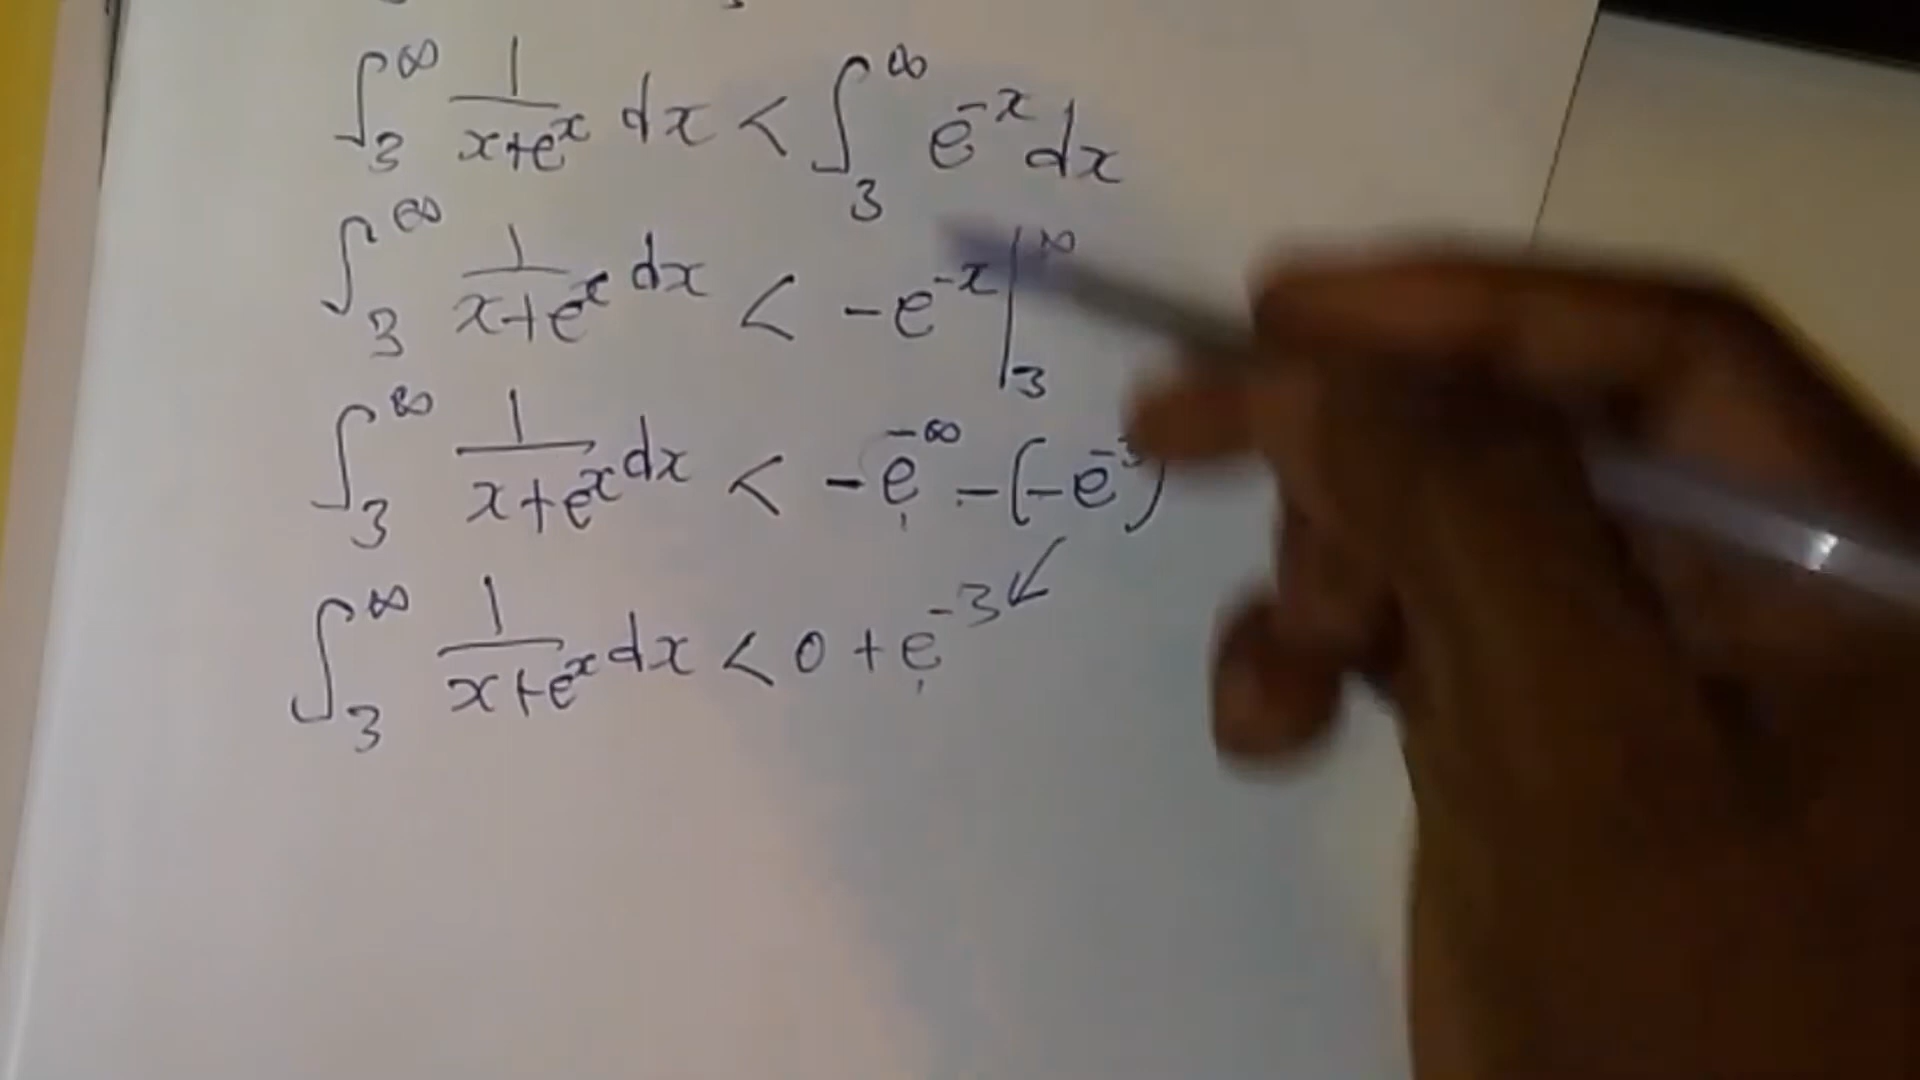 ∫₃^∞ 1/(x+e^x) dx < ∫₃^∞ e^-x dx
∫₃^∞ 1/(x+e^x) dx < -e^-x |₃^∞
∫₃^∞ 1/(x+e^x) dx < -e^-∞ - (-e^-3)
∫₃^∞ 1/(x+e^x) dx < 0 + e^-3